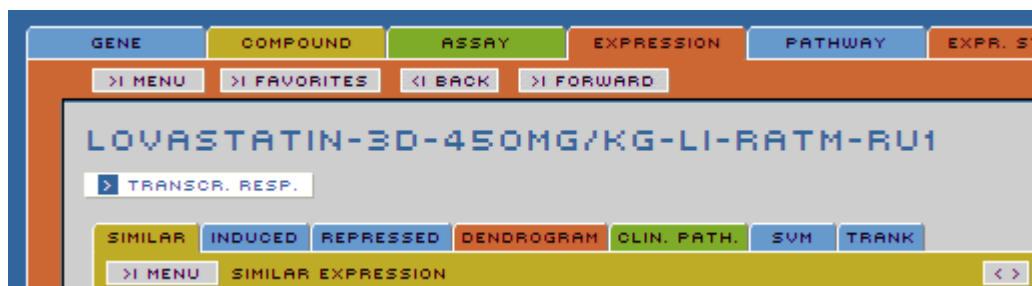 GENE COMPOUND ASSAY EXPRESSION PATHWAY EXPR.
>| MENU >| FAVORITES <| BACK >| FORWARD
LOVASTATIN-3D-450MG/KG-LI-RATM-RU1
> TRANSCR. RESP.
SIMILAR INDUCED REPRESSED DENDROGRAM CLIN. PATH. SVM TRANK
>| MENU SIMILAR EXPRESSION < >